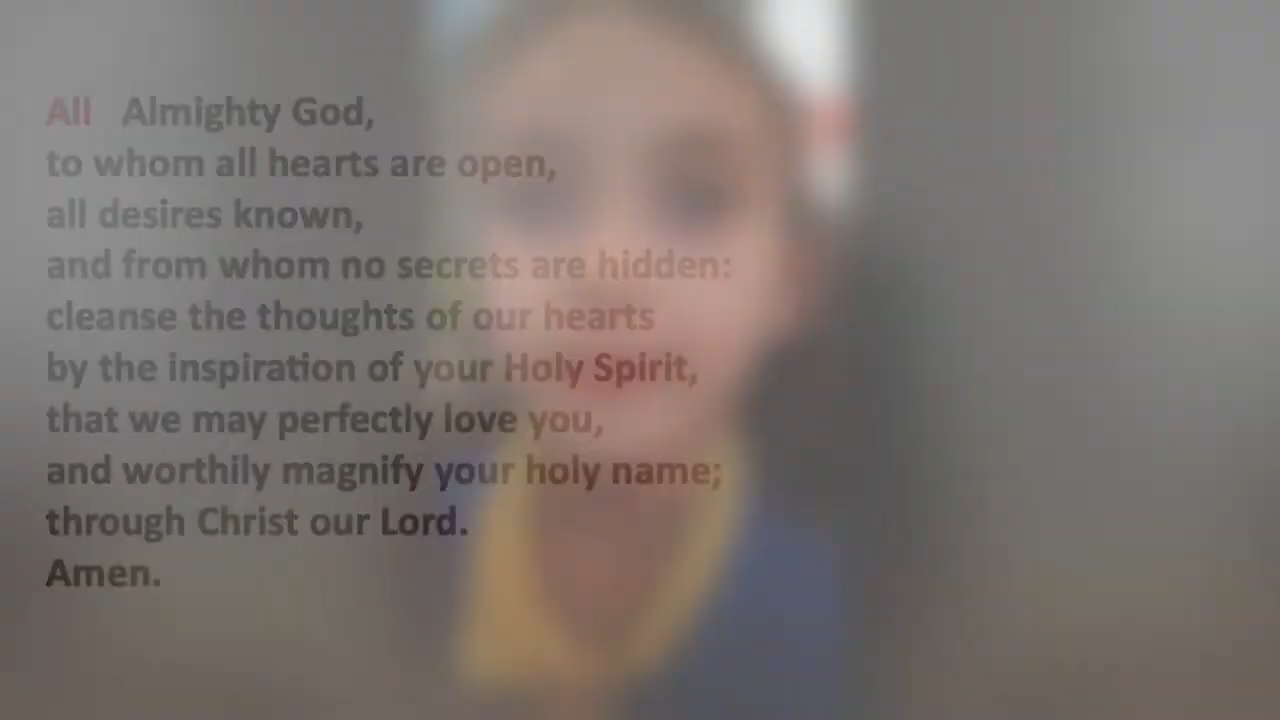 All Almighty God,
to whom all hearts are open,
all desires known,
and from whom no secrets are hidden:
cleanse the thoughts of our hearts
by the inspiration of your Holy Spirit,
that we may perfectly love you,
and worthily magnify your holy name;
through Christ our Lord.
Amen.